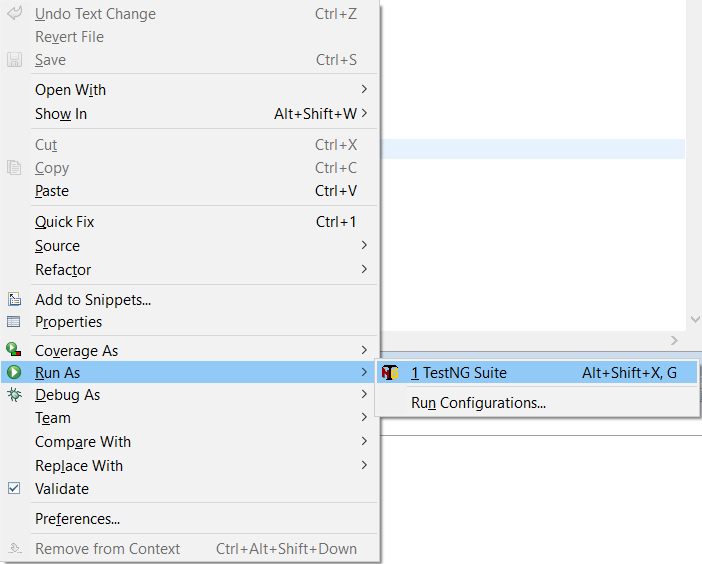 Undo Text Change Ctrl+Z
Revert File
Save Ctrl+S
Open With
Show In Alt+Shift+W
Cut Ctrl+X
Copy Ctrl+C
Paste Ctrl+V
Quick Fix Ctrl+1
Source
Refactor
Add to Snippets...
Properties
Coverage As
Run As
1 TestNG Suite Alt+Shift+X, G
Run Configurations...
Debug As
Team
Compare With
Replace With
Validate
Preferences...
Remove from Context Ctrl+Alt+Shift+Down